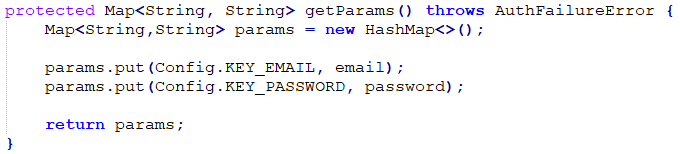 protected Map<String, String> getParams() throws AuthFailureError {
    Map<String,String> params = new HashMap<>();

    params.put(Config.KEY_EMAIL, email);
    params.put(Config.KEY_PASSWORD, password);

    return params;
}